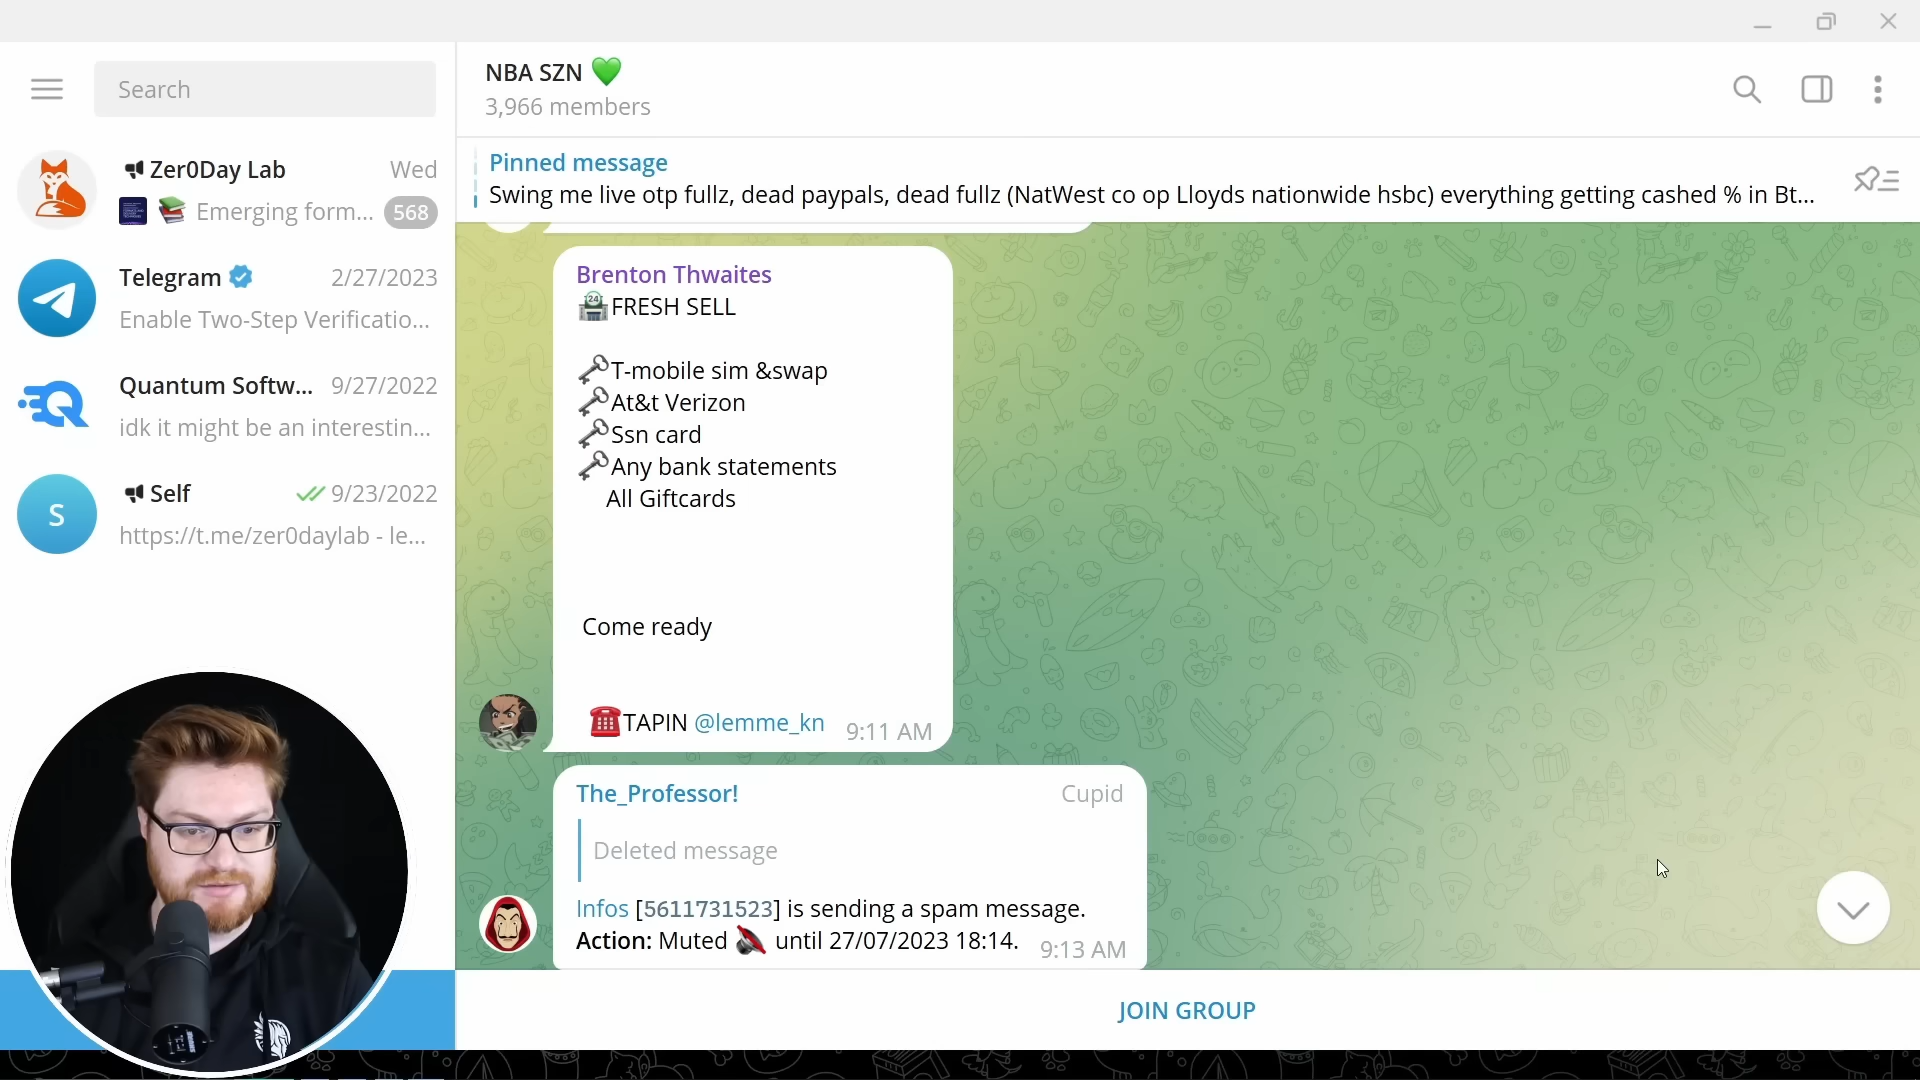 Search
Zer0Day Lab
Wed
Emerging form...
568
Telegram
2/27/2023
Enable Two-Step Verificatio...
Quantum Softw...
9/27/2022
idk it might be an interestin...
S
Self
9/23/2022
https://t.me/zer0daylab - le...
NBA SZN 💚
3,966 members
Pinned message
Swing me live otp fullz, dead paypals, dead fullz (NatWest co op Lloyds nationwide hsbc) everything getting cashed % in Bt...
Brenton Thwaites
🏧FRESH SELL
🗝T-mobile sim &swap
🗝At&t Verizon
🗝Ssn card
🗝Any bank statements
All Giftcards
Come ready
☎️TAPIN @lemme_kn
9:11 AM
The_Professor!
Cupid
Deleted message
Infos [5611731523] is sending a spam message.
Action: Muted 🔇 until 27/07/2023 18:14.
9:13 AM
JOIN GROUP